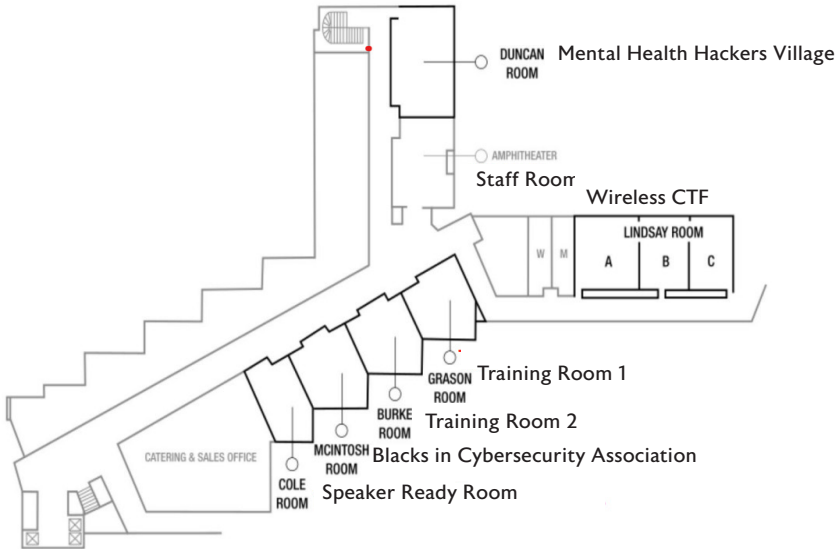 DUNCAN
ROOM
Mental Health Hackers Village
AMPHITHEATER
Staff Room
Wireless CTF
LINDSAY ROOM
W
M
A
B
C
GRASON
ROOM
Training Room 1
BURKE
ROOM
Training Room 2
MCINTOSH
ROOM
Blacks in Cybersecurity Association
CATERING & SALES OFFICE
COLE
ROOM
Speaker Ready Room